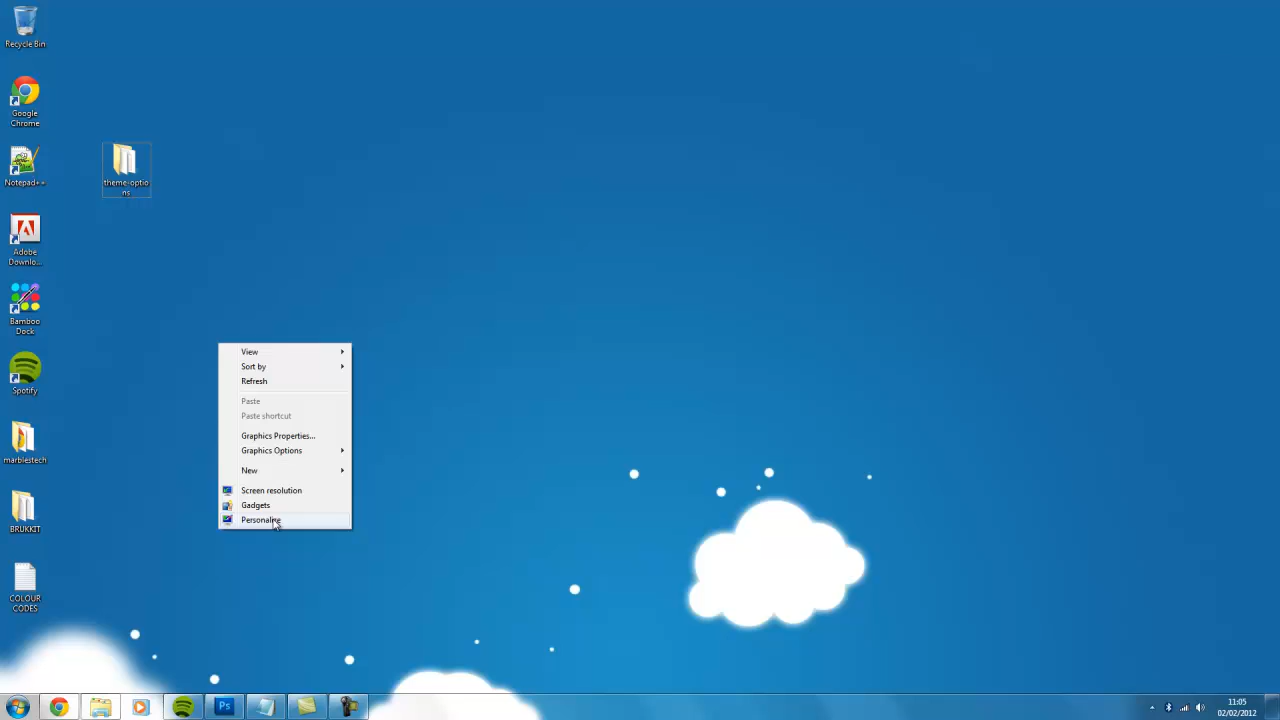 Recycle Bin
Google
Chrome
theme-optio
ns
Notepad++
Adobe
Downlo...
Bamboo
Dock
Spotify
marblestech
BRUKKIT
COLOUR
CODES
View
Sort by
Refresh
Paste
Paste shortcut
Graphics Properties...
Graphics Options
New
Screen resolution
Gadgets
Personalize
Ps
11:05
02/02/2012